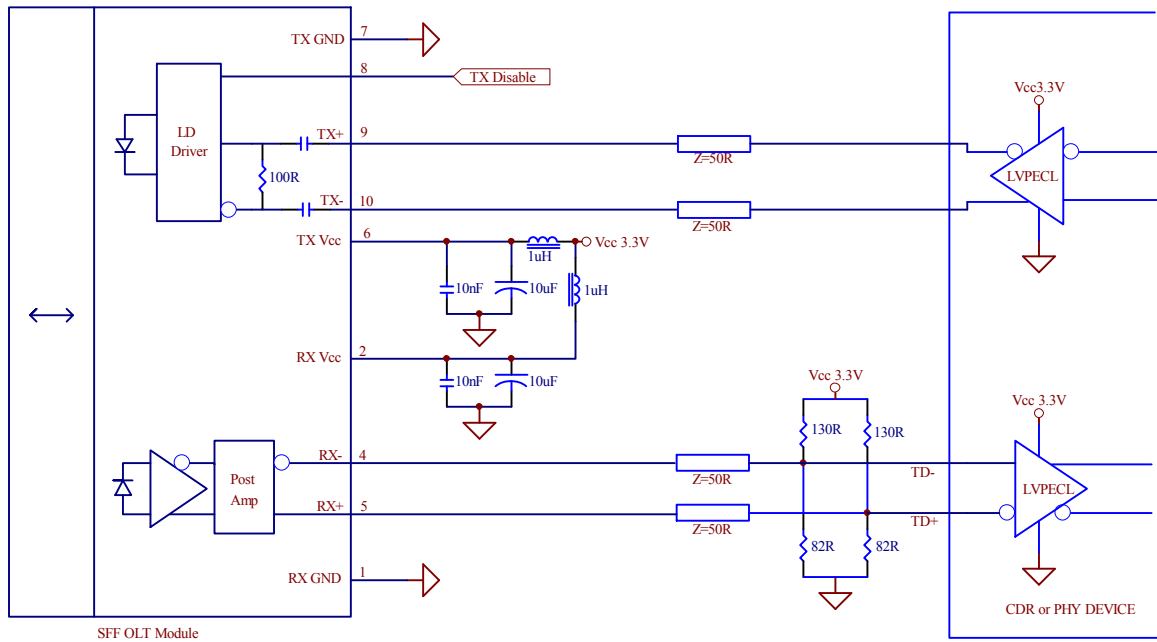 TX GND
7
8
TX Disable
Vcc3.3V
LD
Driver
TX+
9
Z=50R
LVPECL
100R
TX-
10
Z=50R
TX Vcc
6
Vcc 3.3V
1uH
10nF
10uF
1uH
RX Vcc
2
10nF
10uF
Vcc 3.3V
Vcc 3.3V
130R
130R
RX-
4
Z=50R
TD-
Post
Amp
LVPECL
RX+
5
Z=50R
TD+
82R
82R
RX GND
1
CDR or PHY DEVICE
SFF OLT Module